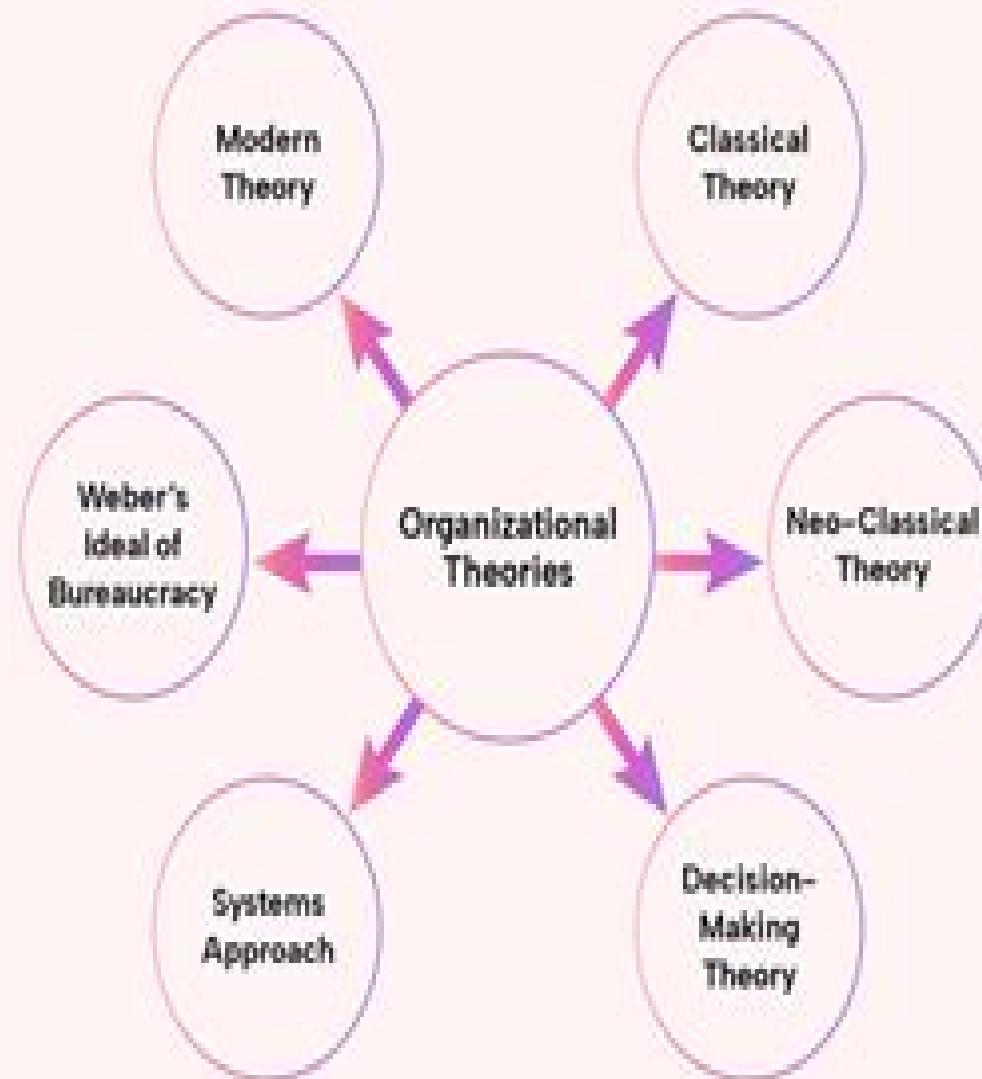 Modern
Theory
Classical
Theory
Weber's
Ideal of
Bureaucracy
Organizational
Theories
Neo-Classical
Theory
Systems
Approach
Decision-
Making
Theory